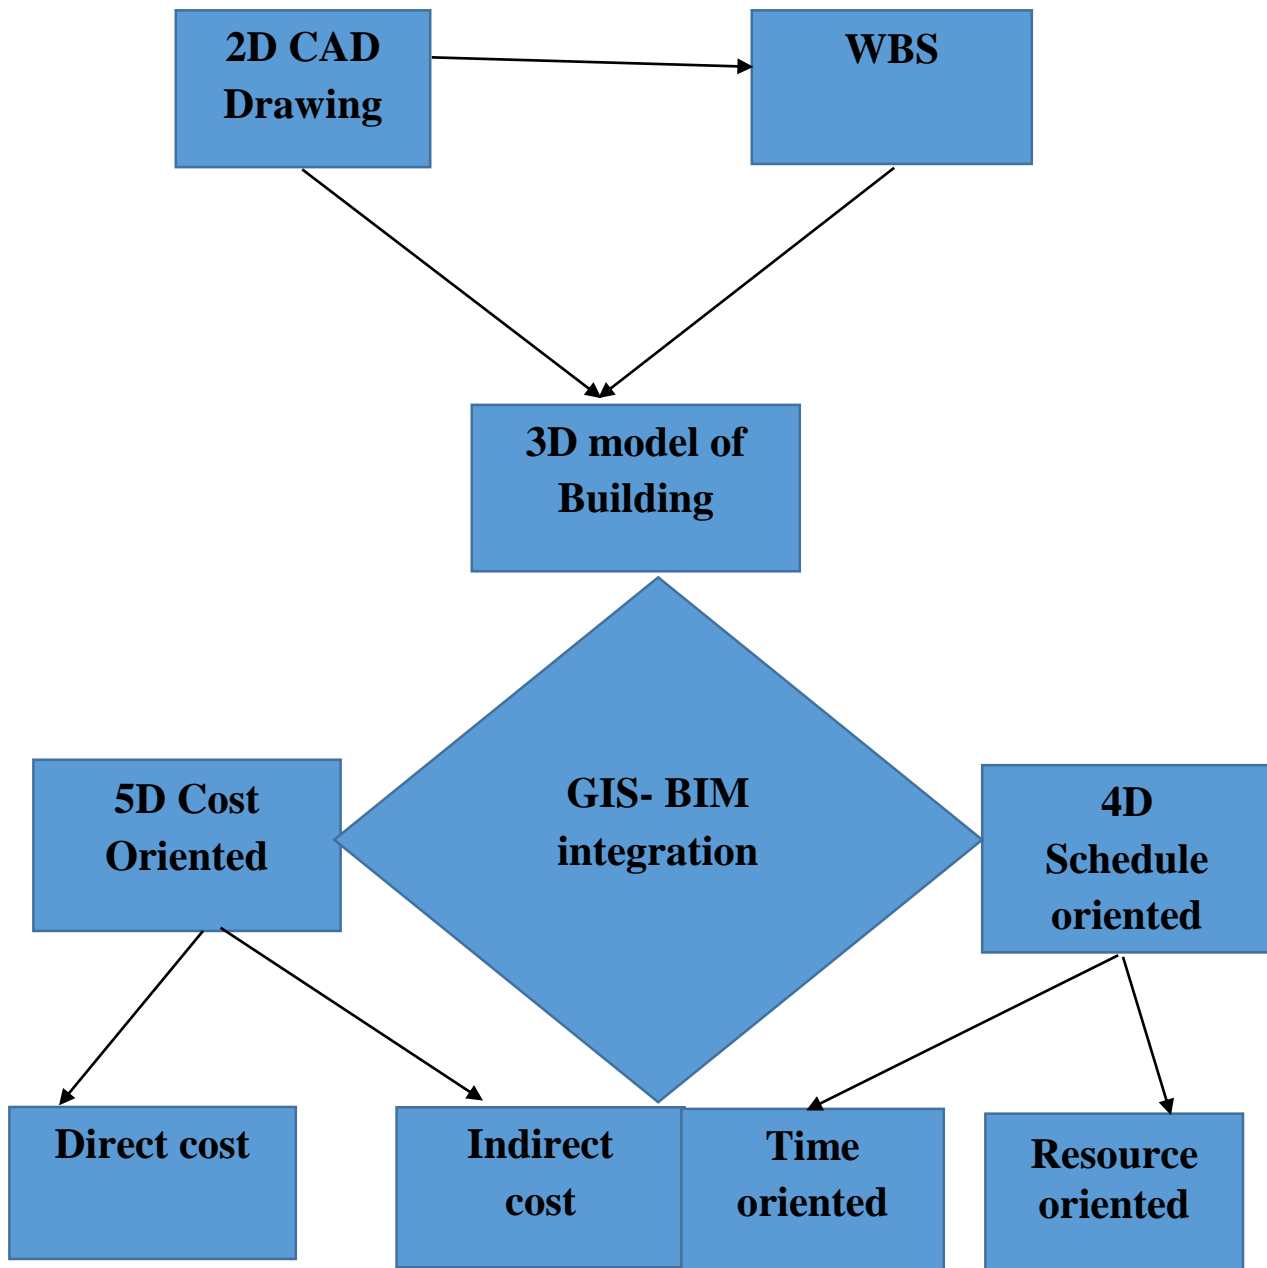 2D CAD
Drawing
WBS
3D model of
Building
5D Cost
Oriented
GIS- BIM
integration
4D
Schedule
oriented
Direct cost
Indirect
cost
Time
oriented
Resource
oriented